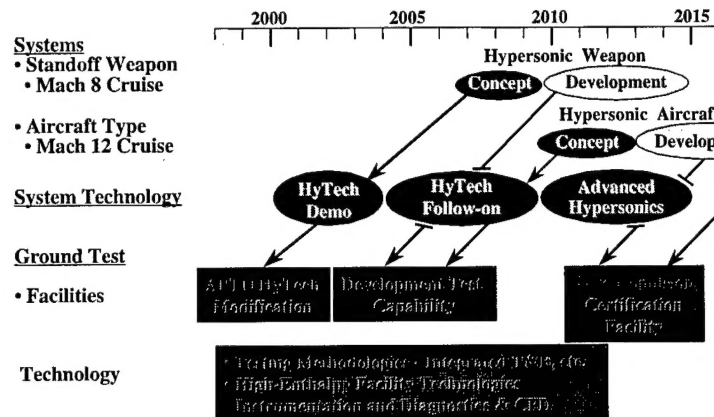 2000 2005 2010 2015
Systems
• Standoff Weapon
• Mach 8 Cruise
Hypersonic Weapon
Concept
Development
• Aircraft Type
• Mach 12 Cruise
Hypersonic Aircraf
Concept
Develop
System Technology
HyTech
Demo
HyTech
Follow-on
Advanced
Hypersonics
Ground Test
• Facilities
HyTech
Modification
Development Test
Capability
Certification
Facility
Technology
• Testing Methodologies - Integrated
• High-Enthalpy Facility Technologies
Instrumentation and Diagnostics & CFD